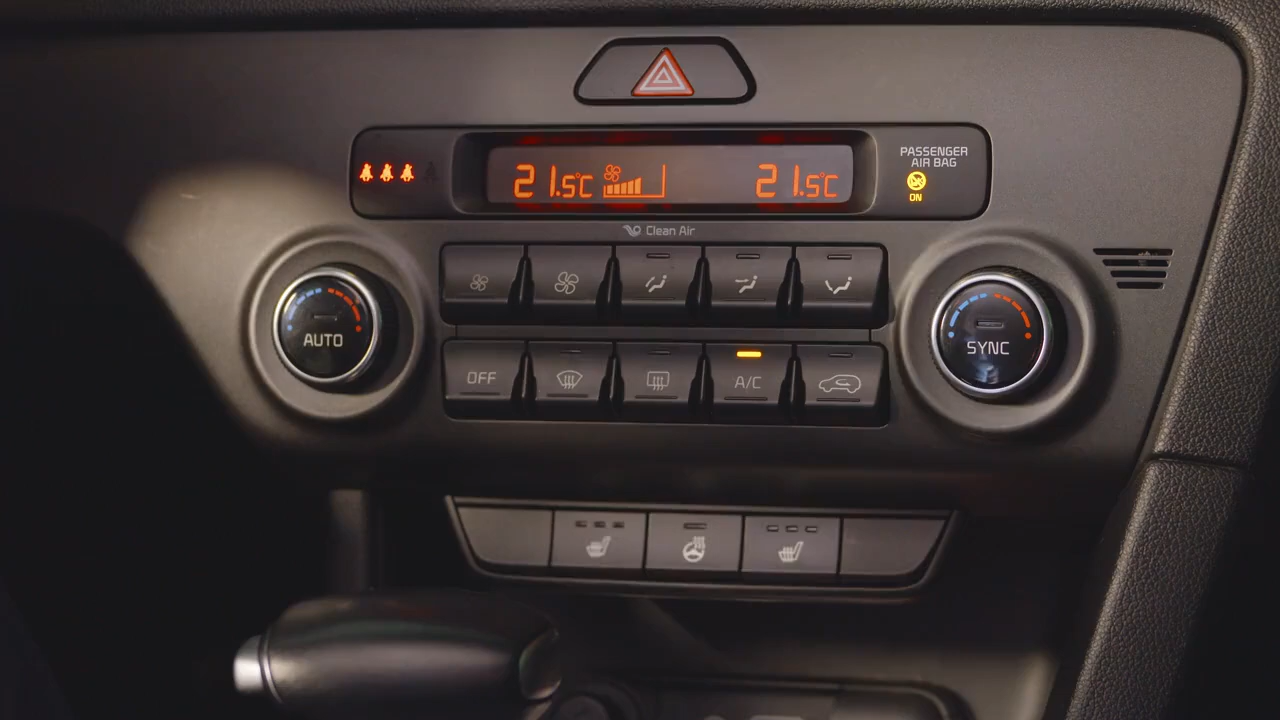 PASSENGER
AIR BAG
21.5°C
21.5°C
ON
Clean Air
AUTO
SYNC
OFF
A/C